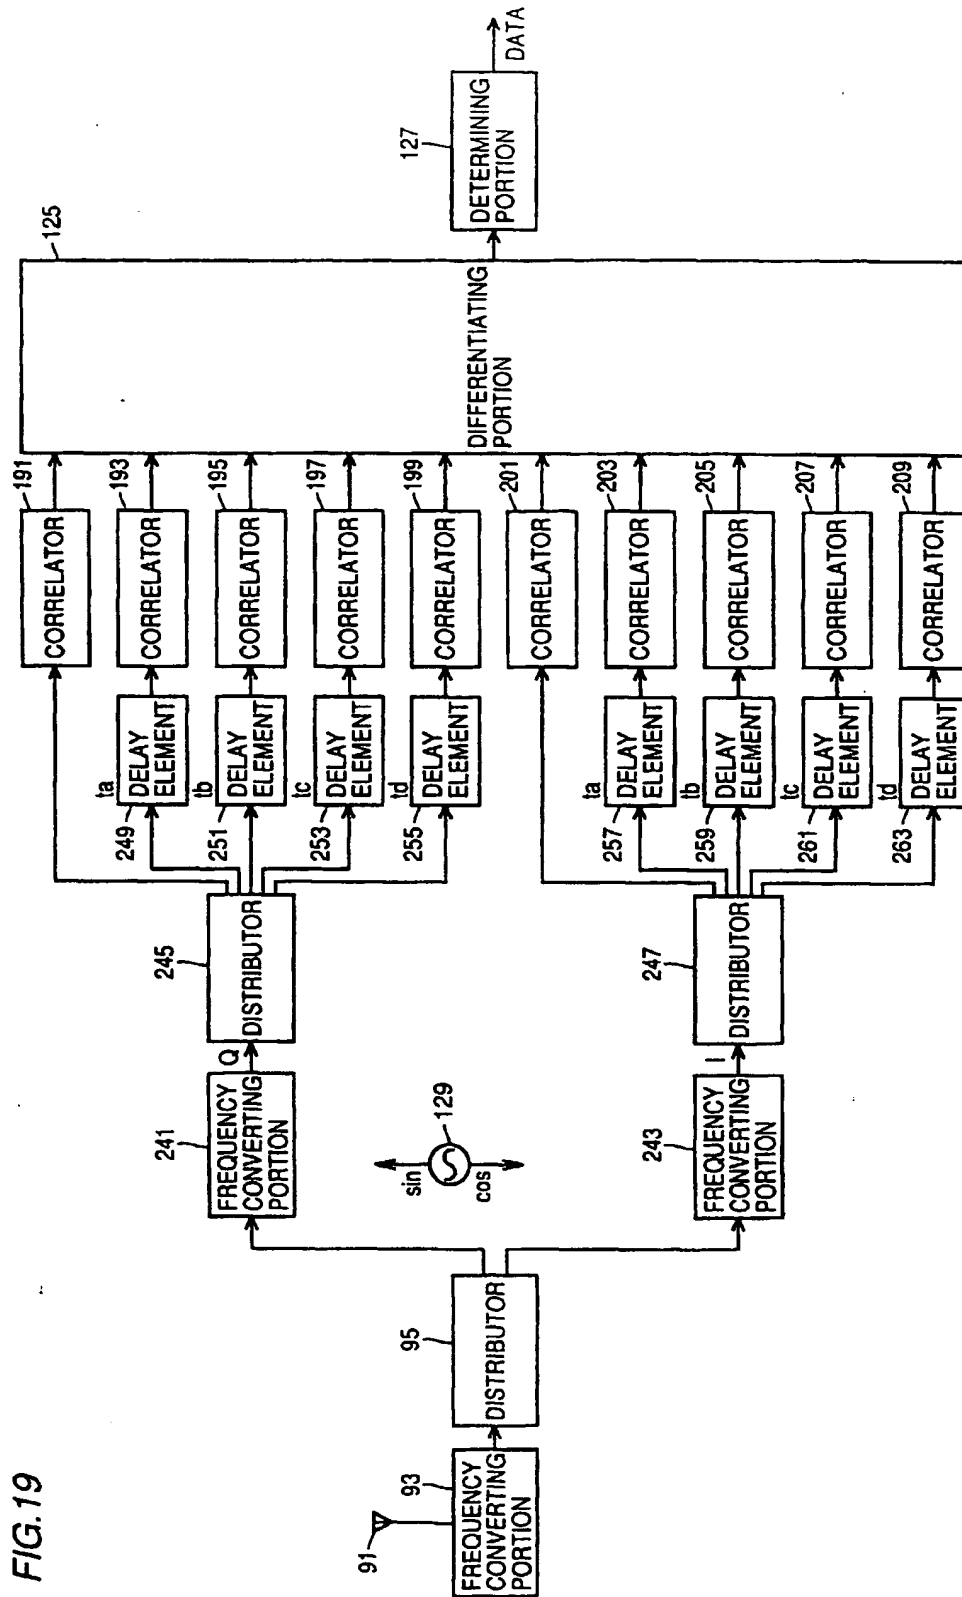 FIG.19
91
93
FREQUENCY
CONVERTING
PORTION
95
DISTRIBUTOR
241
FREQUENCY
CONVERTING
PORTION
Q
sin
129
cos
243
FREQUENCY
CONVERTING
PORTION
I
245
DISTRIBUTOR
247
DISTRIBUTOR
249
ta
DELAY
ELEMENT
251
tb
DELAY
ELEMENT
253
tc
DELAY
ELEMENT
255
td
DELAY
ELEMENT
257
ta
DELAY
ELEMENT
259
tb
DELAY
ELEMENT
261
tc
DELAY
ELEMENT
263
td
DELAY
ELEMENT
CORRELATOR
191
CORRELATOR
193
CORRELATOR
195
CORRELATOR
197
CORRELATOR
199
CORRELATOR
201
CORRELATOR
203
CORRELATOR
205
CORRELATOR
207
CORRELATOR
209
125
DIFFERENTIATING
PORTION
127
DETERMINING
PORTION
DATA